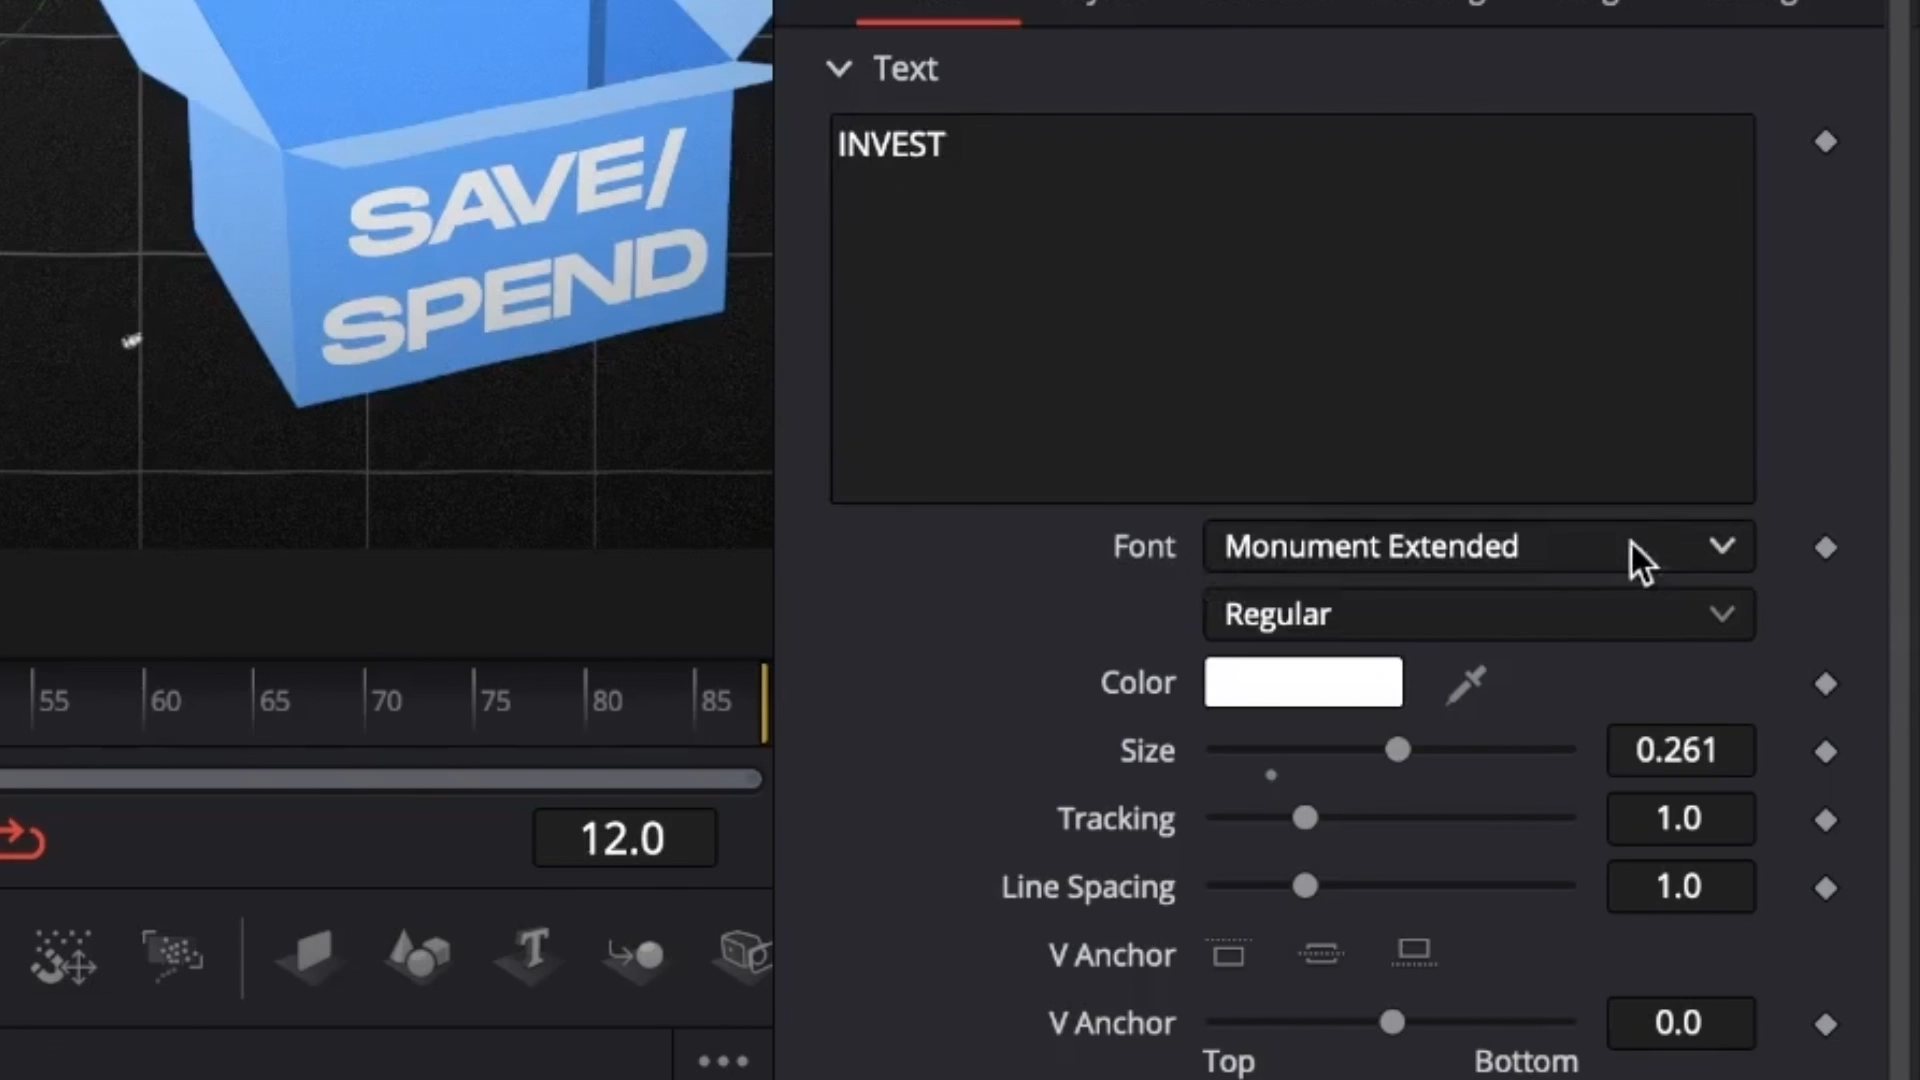 Text
INVEST
SAVE/
SPEND
Font
Monument Extended
Regular
Color
Size
0.261
Tracking
1.0
Line Spacing
1.0
V Anchor
V Anchor
0.0
Top
Bottom
55
60
65
70
75
80
85
12.0
T